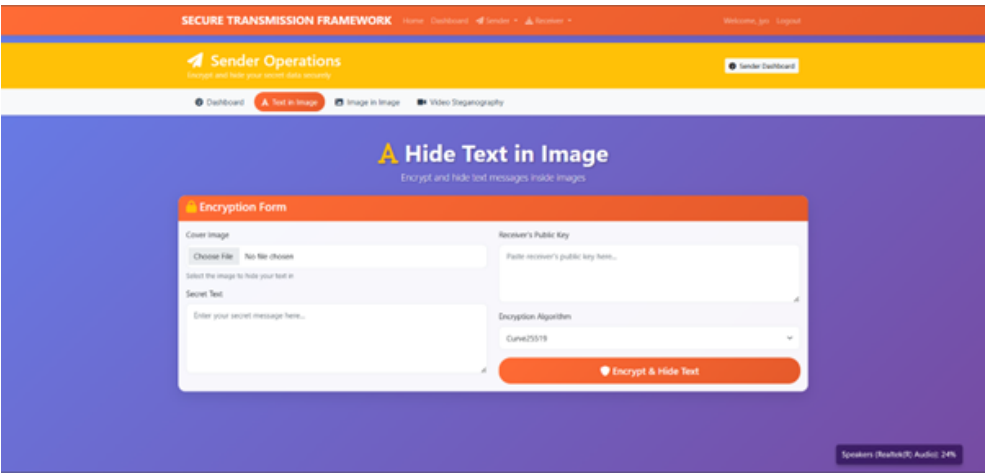 SECURE TRANSMISSION FRAMEWORK Home Dashboard Sender Receiver Welcome, Logout
Sender Operations
Encrypt and hide your secret data securely
Sender Dashboard
Dashboard Text in Image Image in Image Video Steganography
Hide Text in Image
Encrypt and hide text messages inside images
Encryption Form
Cover Image
Choose File No file chosen
Select the image to hide your text in
Secret Text
Enter your secret message here...
Receiver's Public Key
Paste receiver's public key here...
Encryption Algorithm
Curve25519
Encrypt & Hide Text
Speakers (Realtek(R) Audio): 24%